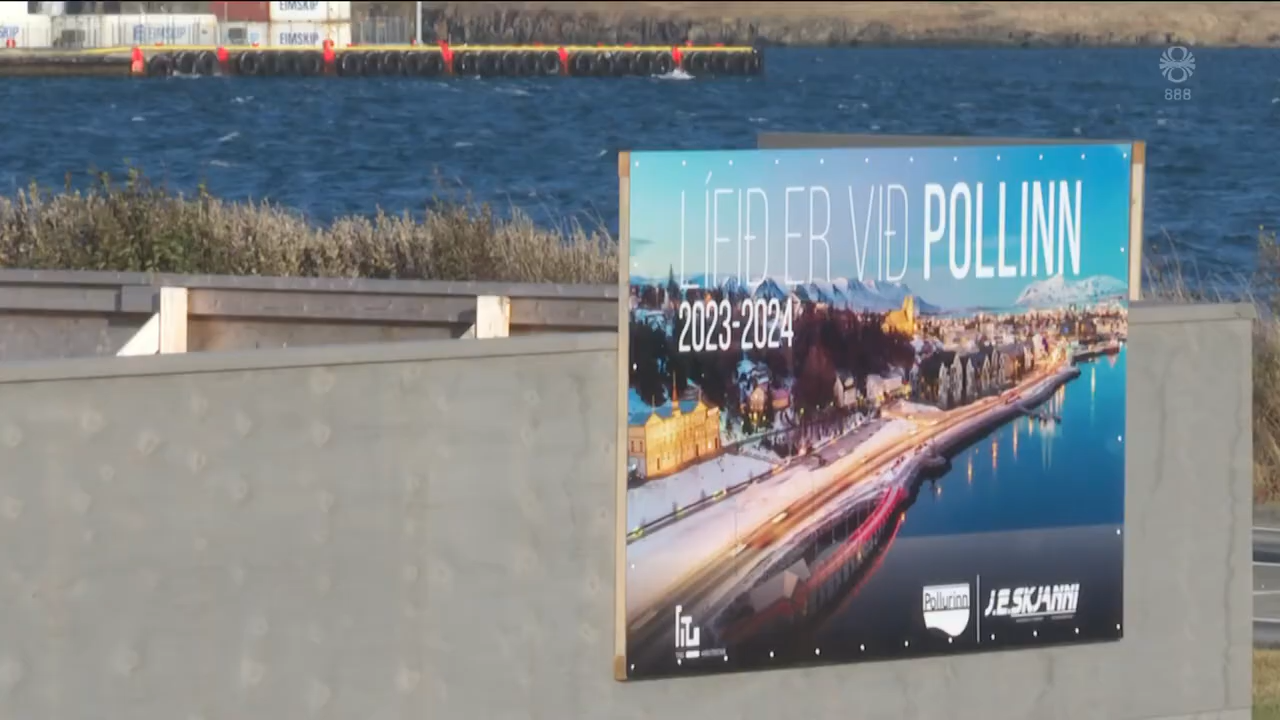 EIMSKIP
EIMSKIP
EIMSKIP
888
LÍFIÐ ER VIÐ POLLINN
2023-2024
Pollurinn
J.E.SKJANNI